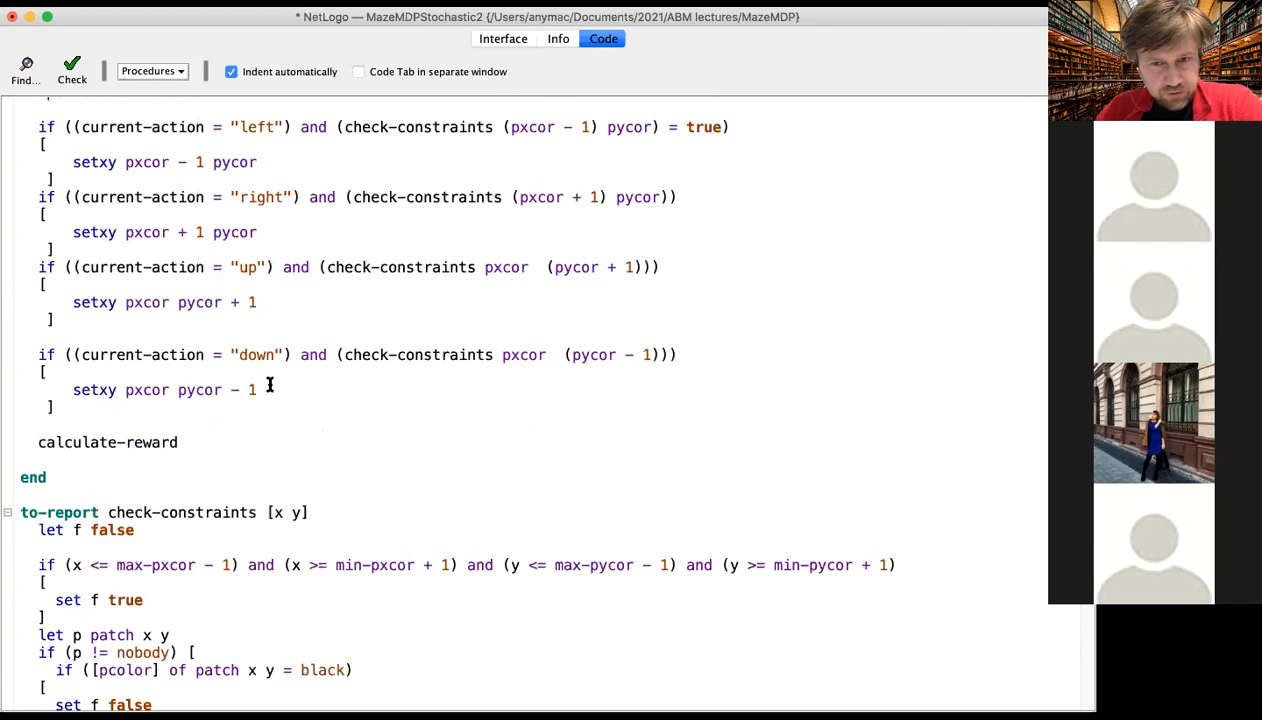 * NetLogo — MazeMDPStochastic2 {/Users/anymac/Documents/2021/ABM lectures/MazeMDP}
Interface Info Code
Find... Check Procedures Indent automatically Code Tab in separate window
if ((current-action = "left") and (check-constraints (pxcor - 1) pycor) = true)
[
setxy pxcor - 1 pycor
]
if ((current-action = "right") and (check-constraints (pxcor + 1) pycor))
[
setxy pxcor + 1 pycor
]
if ((current-action = "up") and (check-constraints pxcor (pycor + 1)))
[
setxy pxcor pycor + 1
]
if ((current-action = "down") and (check-constraints pxcor (pycor - 1)))
[
setxy pxcor pycor - 1
]
calculate-reward
end
to-report check-constraints [x y]
let f false
if (x <= max-pxcor - 1) and (x >= min-pxcor + 1) and (y <= max-pycor - 1) and (y >= min-pycor + 1)
[
set f true
]
let p patch x y
if (p != nobody) [
if ([pcolor] of patch x y = black)
[
set f false